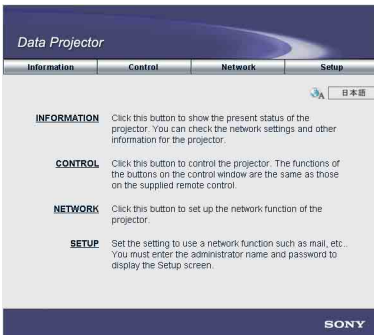 Data Projector
Information Control Network Setup
日本語
INFORMATION Click this button to show the present status of the
projector. You can check the network settings and other
information for the projector.
CONTROL Click this button to control the projector. The functions of
the buttons on the control window are the same as those
on the supplied remote control.
NETWORK Click this button to set up the network function of the
projector.
SETUP Set the setting to use a network function such as mail, etc..
You must enter the administrator name and password to
display the Setup screen.
SONY